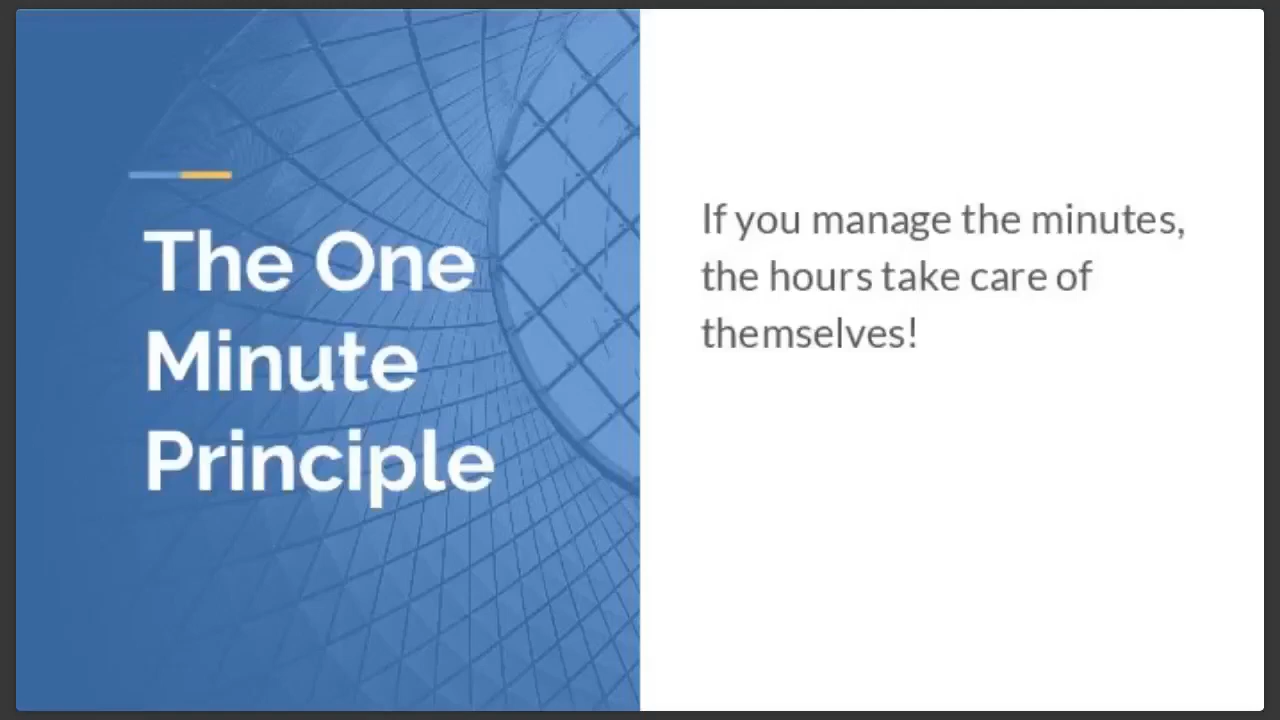 The One
Minute
Principle
If you manage the minutes,
the hours take care of
themselves!